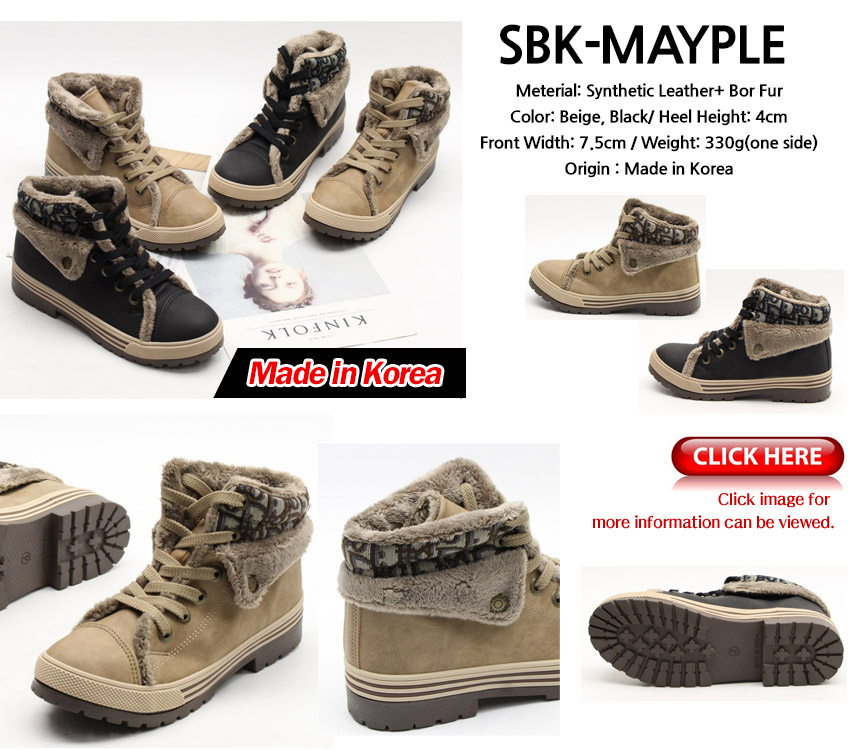 SBK-MAYPLE
Meterial: Synthetic Leather+ Bor Fur
Color: Beige, Black/ Heel Height: 4cm
Front Width: 7.5cm / Weight: 330g(one side)
Origin : Made in Korea
KINFOLK
Made in Korea
CLICK HERE
Click image for
more information can be viewed.